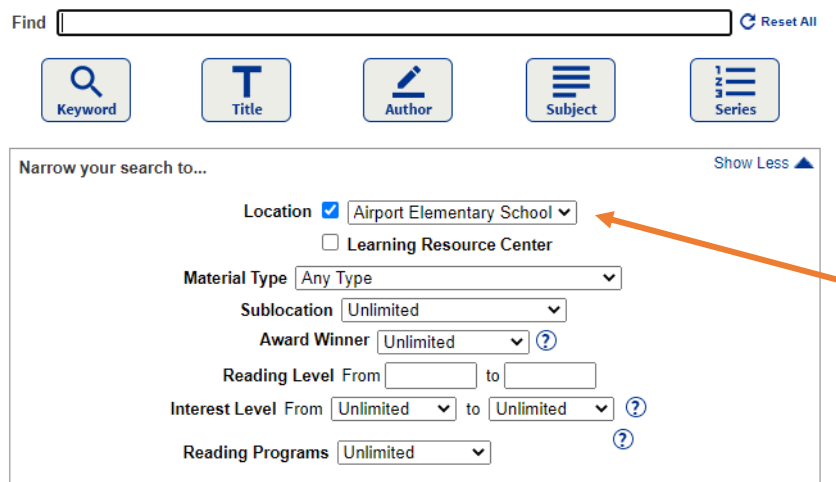 Find Reset All
Keyword Title Author Subject Series
Narrow your search to... Show Less
Location Airport Elementary School
Learning Resource Center
Material Type Any Type
Sublocation Unlimited
Award Winner Unlimited ?
Reading Level From to
Interest Level From Unlimited to Unlimited ?
Reading Programs Unlimited ?